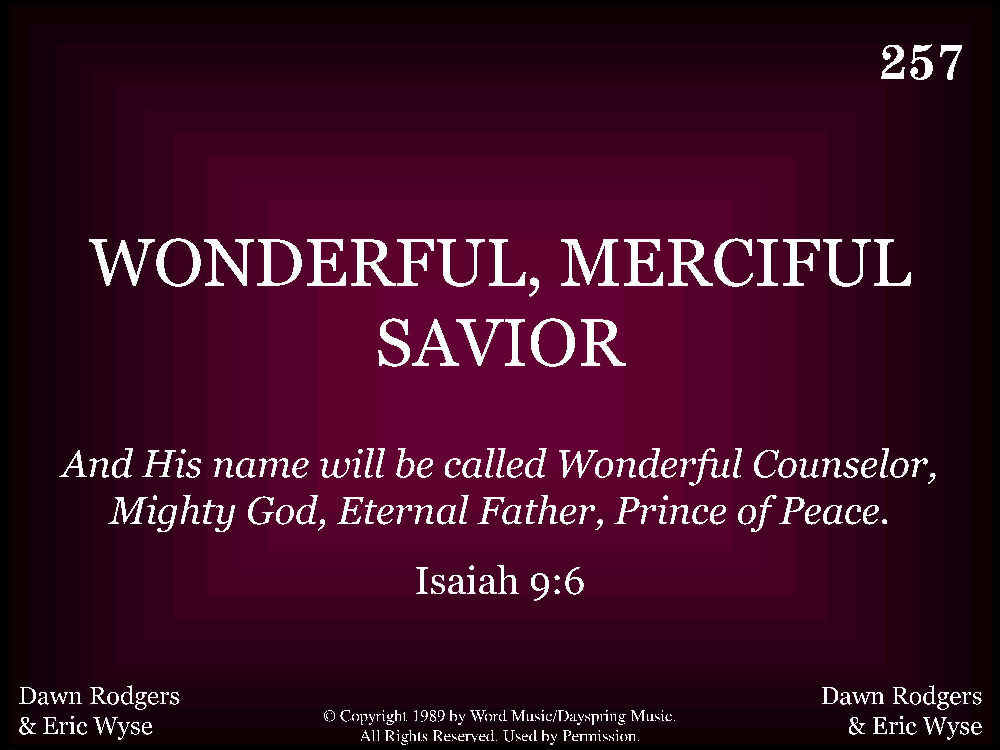 257
WONDERFUL, MERCIFUL
SAVIOR
And His name will be called Wonderful Counselor,
Mighty God, Eternal Father, Prince of Peace.
Isaiah 9:6
Dawn Rodgers
& Eric Wyse
© Copyright 1989 by Word Music/Dayspring Music.
All Rights Reserved. Used by Permission.
Dawn Rodgers
& Eric Wyse